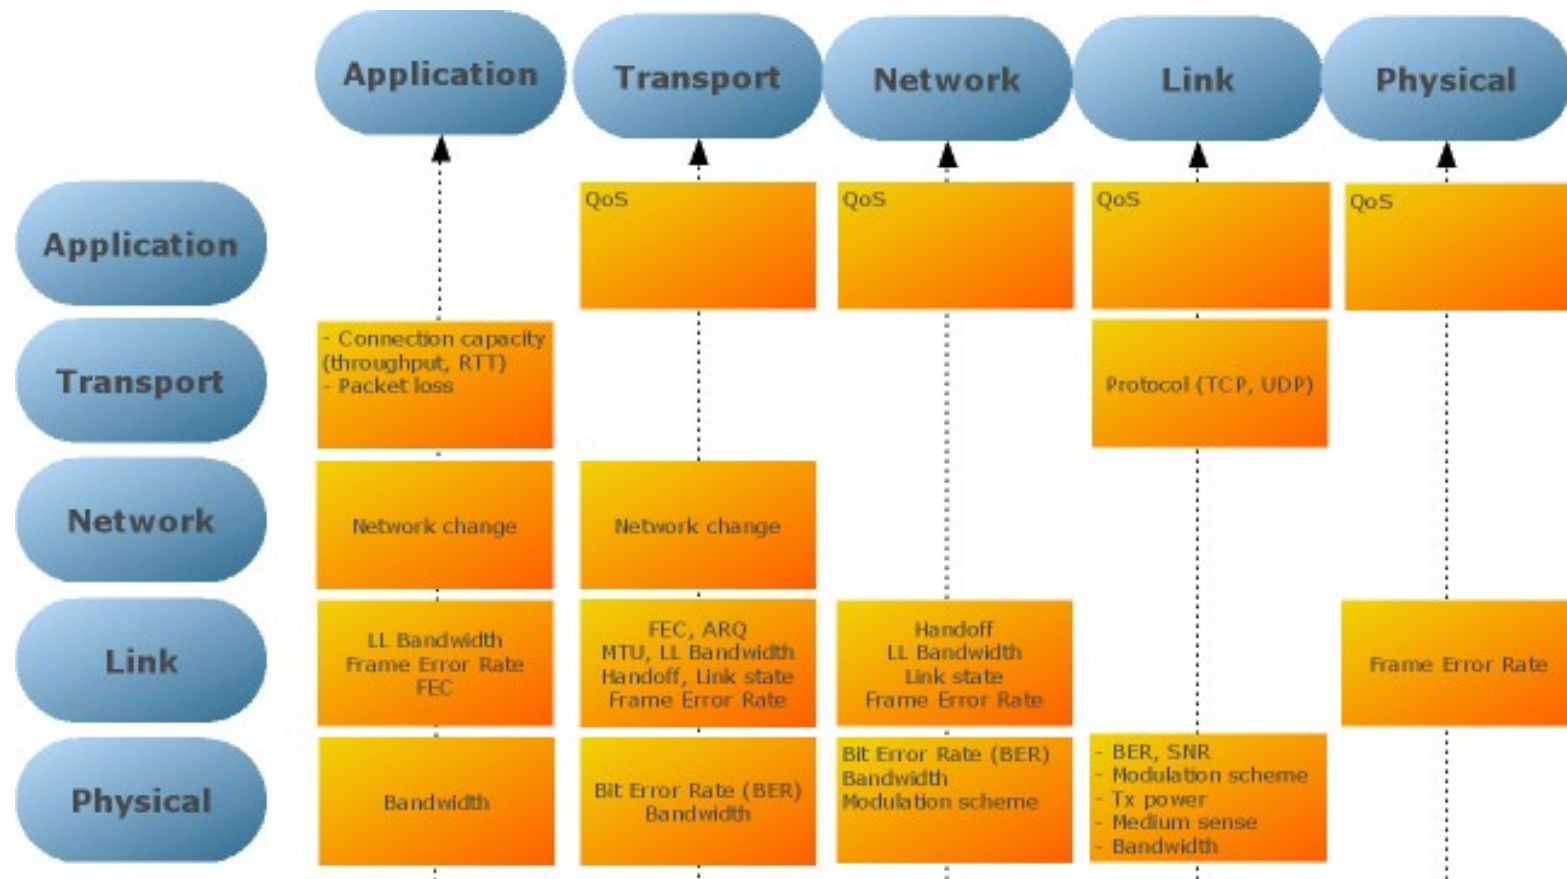 Application
Transport
Network
Link
Physical
Application
QoS
QoS
QoS
QoS
Transport
- Connection capacity
(throughput, RTT)
- Packet loss
Protocol (TCP, UDP)
Network
Network change
Network change
Link
LL Bandwidth
Frame Error Rate
FEC
FEC, ARQ
MTU, LL Bandwidth
Handoff, Link state
Frame Error Rate
Handoff
LL Bandwidth
Link state
Frame Error Rate
Frame Error Rate
Physical
Bandwidth
Bit Error Rate (BER)
Bandwidth
Bit Error Rate (BER)
Bandwidth
Modulation scheme
- BER, SNR
- Modulation scheme
- Tx power
- Medium sense
- Bandwidth